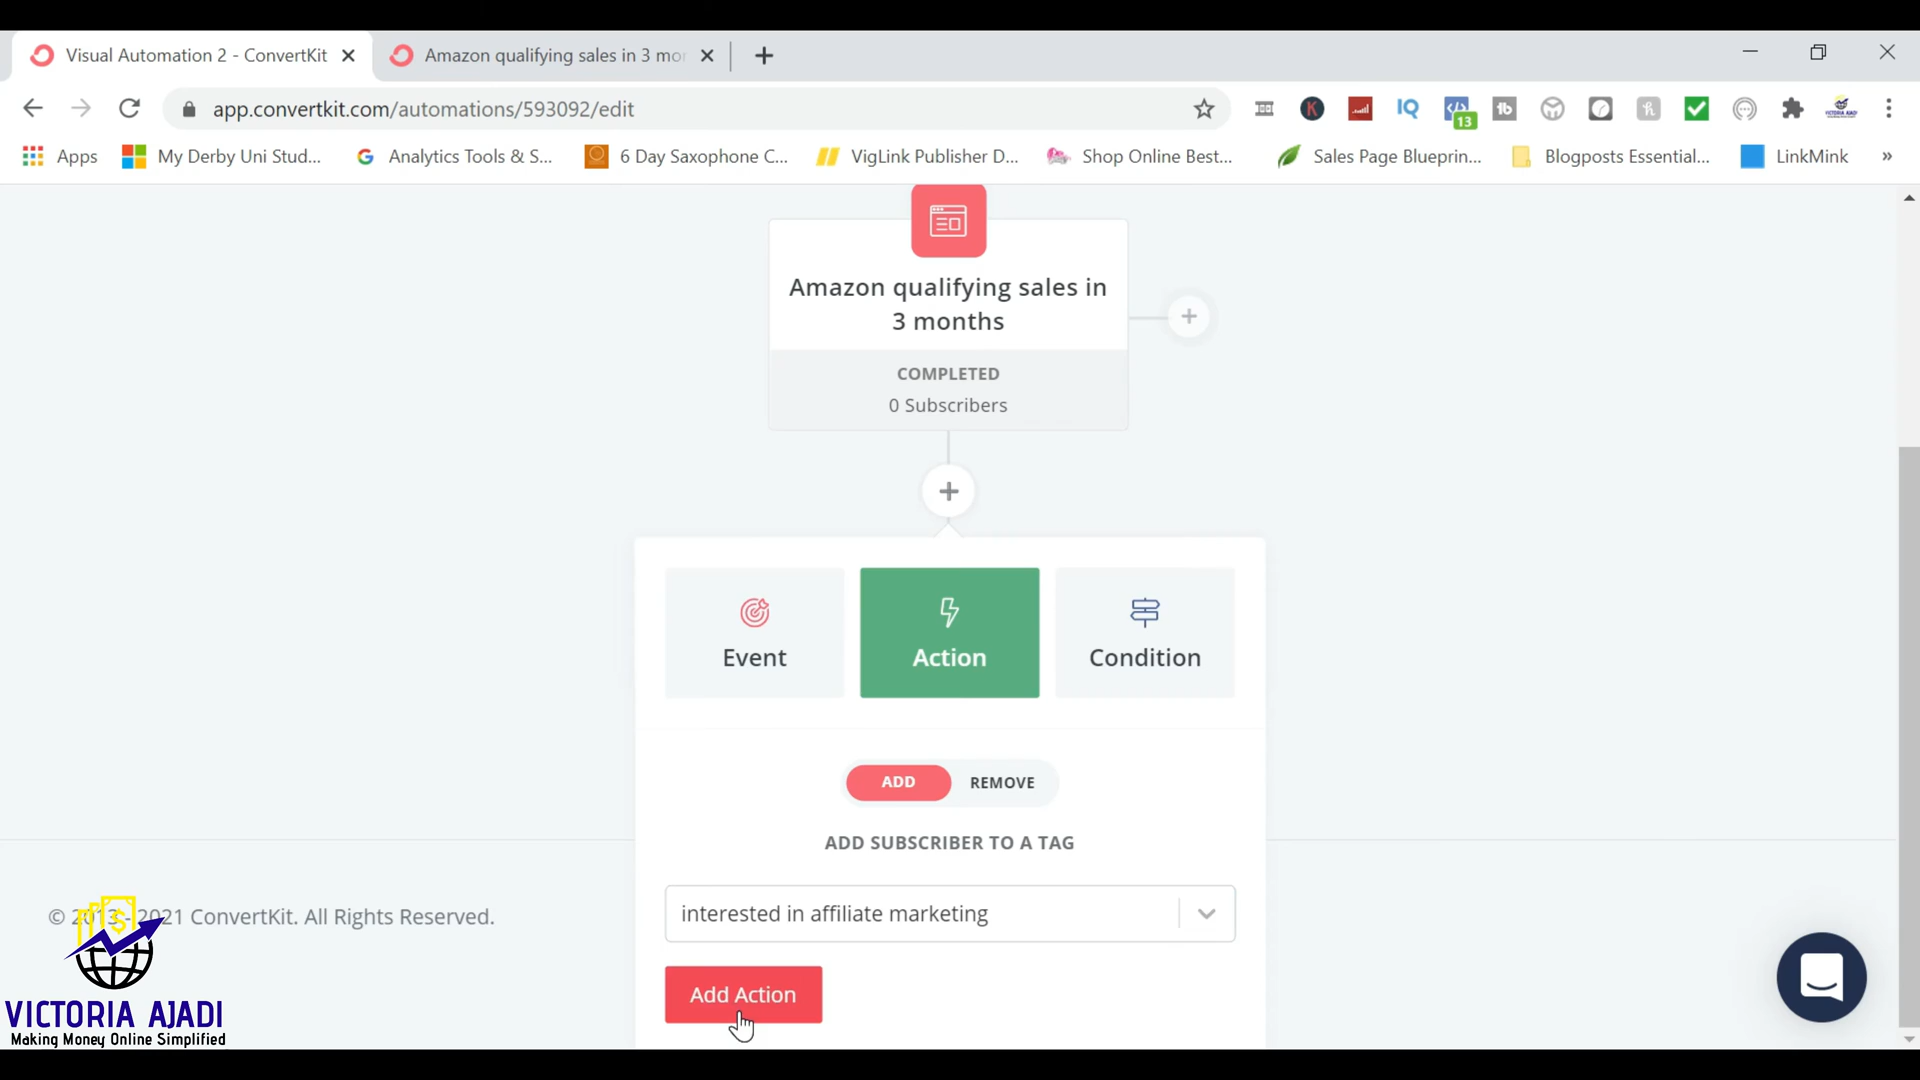 Visual Automation 2 - ConvertKit
Amazon qualifying sales in 3 mor
app.convertkit.com/automations/593092/edit
13
Apps
My Derby Uni Stud...
Analytics Tools & S...
6 Day Saxophone C...
VigLink Publisher D...
Shop Online Best...
Sales Page Blueprin...
Blogposts Essential...
LinkMink
»
Amazon qualifying sales in
3 months
COMPLETED
0 Subscribers
Event
Action
Condition
ADD
REMOVE
ADD SUBSCRIBER TO A TAG
interested in affiliate marketing
Add Action
© 2013 - 2021 ConvertKit. All Rights Reserved.
VICTORIA AJADI
Making Money Online Simplified